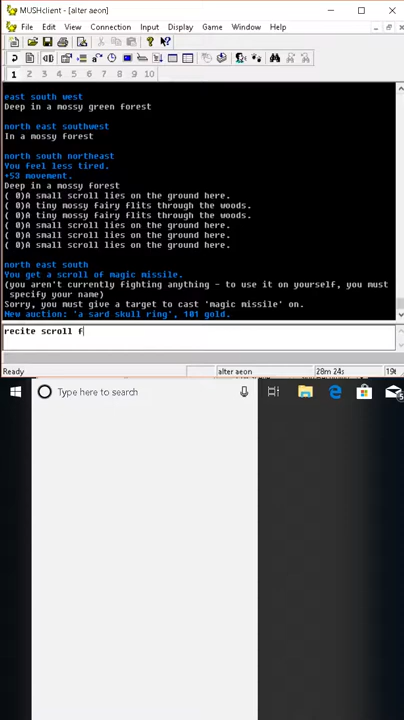 MUSHclient - [alter aeon]
File Edit View Connection Input Display Game Window Help
1 2 3 4 5 6 7 8 9 10
east south west
Deep in a mossy green forest
north east southwest
In a mossy forest
north south northeast
You feel less tired.
+53 movement.
Deep in a mossy forest
( 0)A small scroll lies on the ground here.
( 0)A tiny mossy fairy flits through the woods.
( 0)A tiny mossy fairy flits through the woods.
( 0)A small scroll lies on the ground here.
( 0)A small scroll lies on the ground here.
( 0)A small scroll lies on the ground here.
north east south
You get a scroll of magic missile.
(you aren't currently fighting anything - to use it on yourself, you must
specify your name)
Sorry, you must give a target to cast 'magic missile' on.
New auction: 'a sard skull ring', 101 gold.
recite scroll f
Ready alter aeon 28m 24s
Type here to search